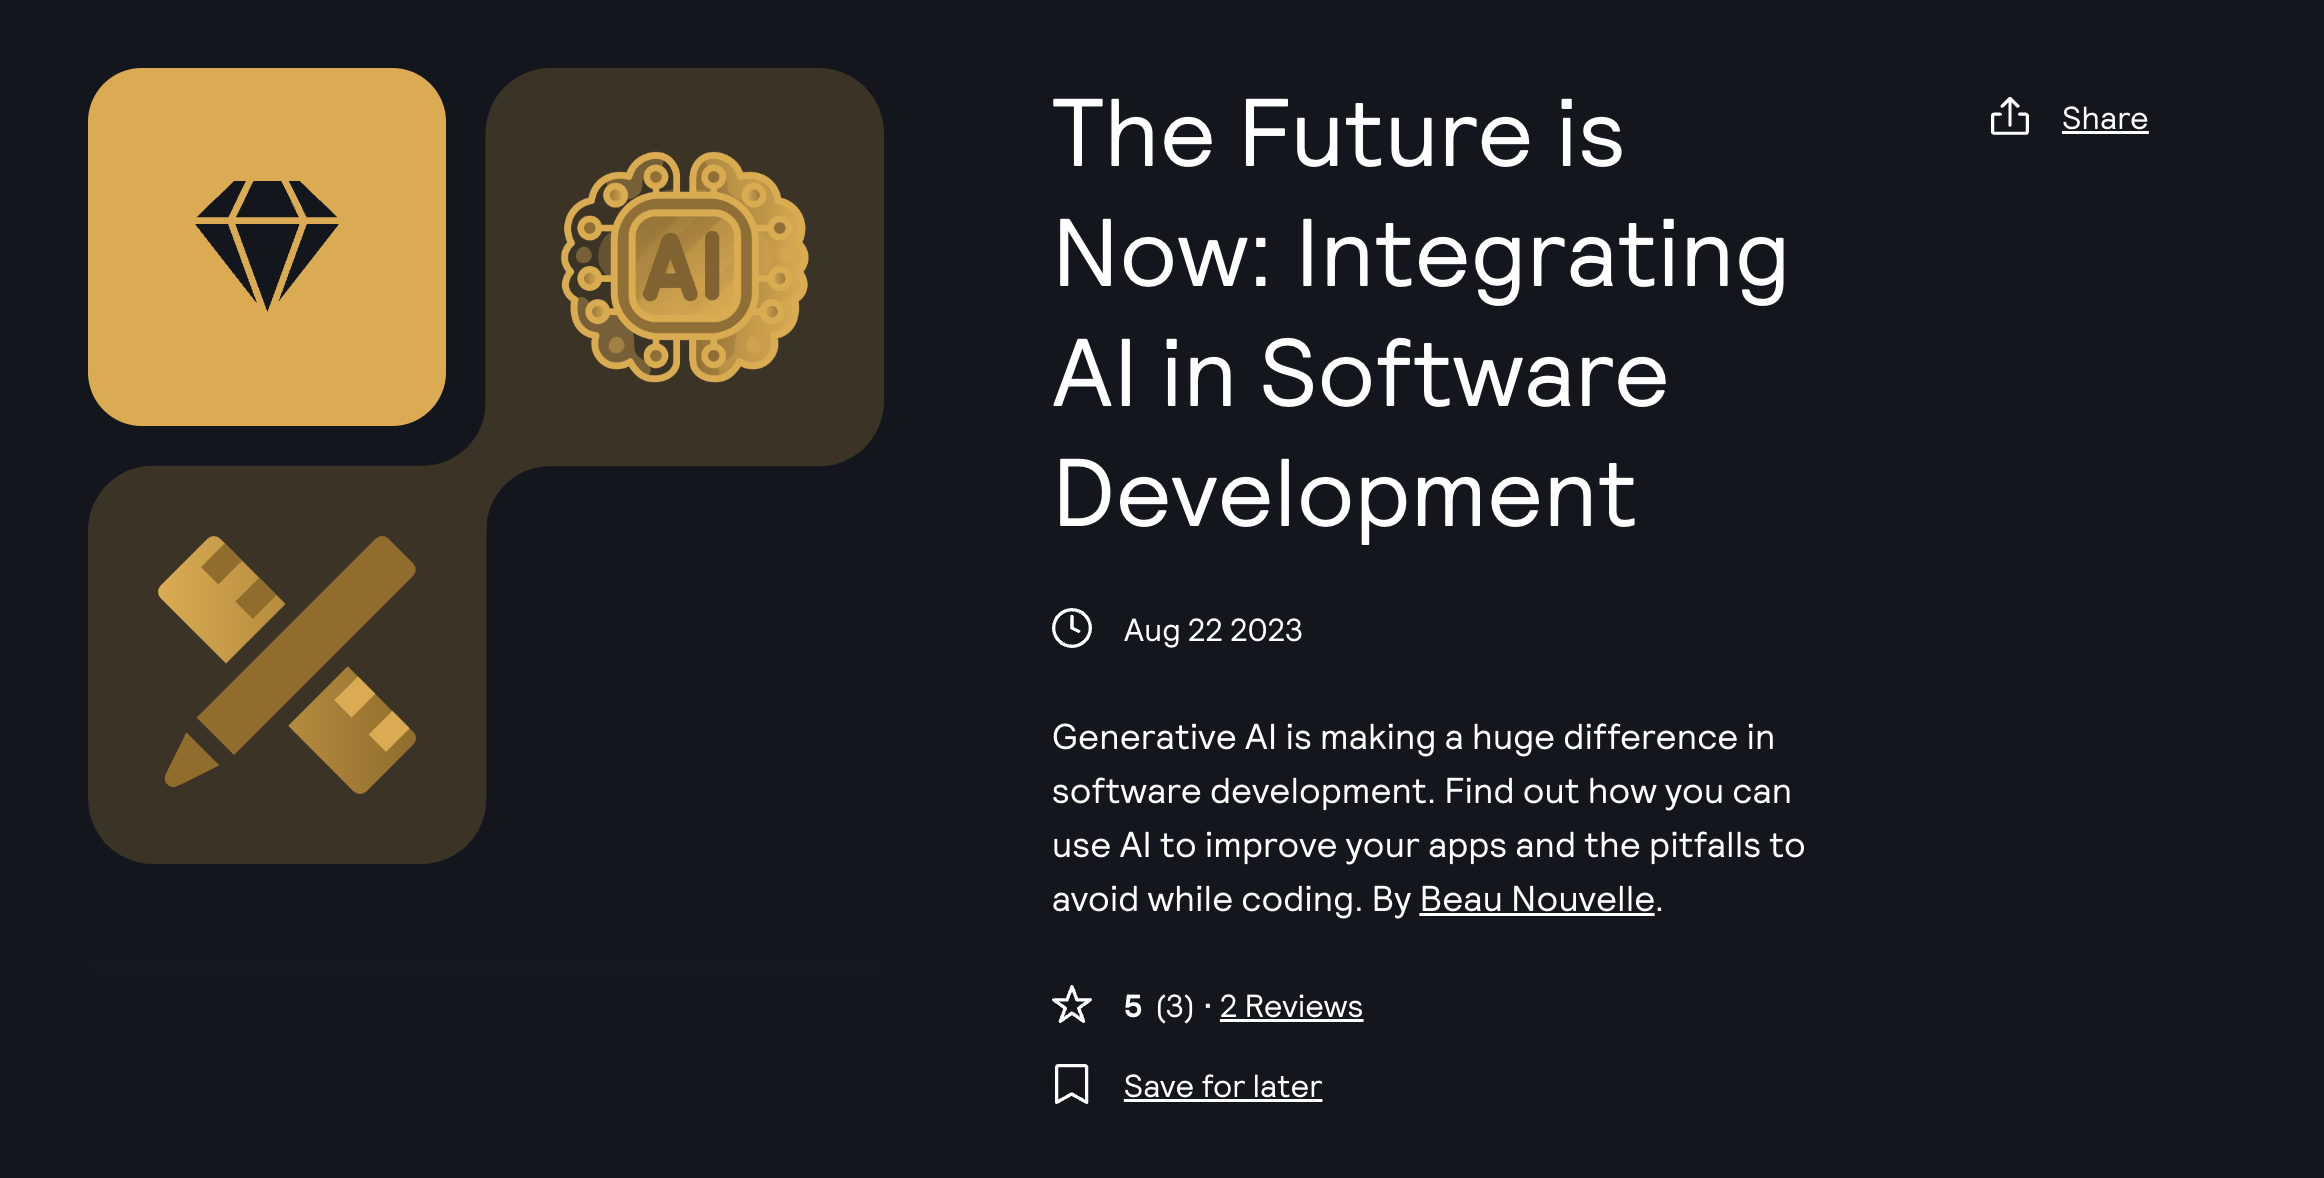 AI
The Future is
Now: Integrating
AI in Software
Development
Share
Aug 22 2023
Generative AI is making a huge difference in
software development. Find out how you can
use AI to improve your apps and the pitfalls to
avoid while coding. By Beau Nouvelle.
5 (3) · 2 Reviews
Save for later